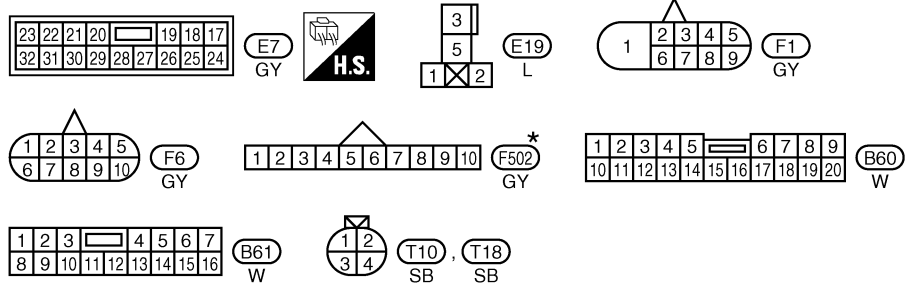 23 22 21 20 19 18 17
32 31 30 29 28 27 26 25 24
E7
GY
H.S.
3
5
1 2
E19
L
1
2 3 4 5
6 7 8 9
F1
GY
1 2 3 4 5
6 7 8 9 10
F6
GY
1 2 3 4 5 6 7 8 9 10
*
F502
GY
1 2 3 4 5 6 7 8 9
10 11 12 13 14 15 16 17 18 19 20
B60
W
1 2 3 4 5 6 7
8 9 10 11 12 13 14 15 16
B61
W
1 2
3 4
T10 , T18
SB SB